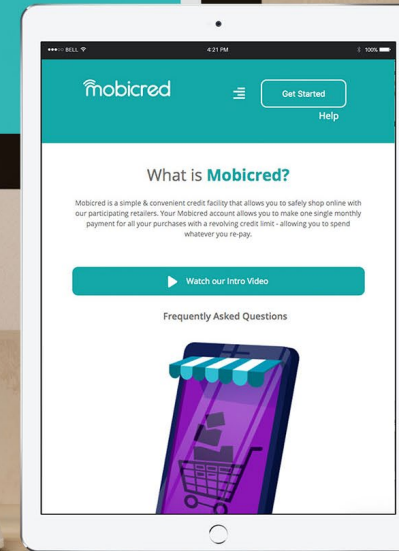 BELL 4:21 PM 100%
mobicred
Get Started
Help
What is Mobicred?
Mobicred is a simple & convenient credit facility that allows you to safely shop online with
our participating retailers. Your Mobicred account allows you to make one single monthly
payment for all your purchases with a revolving credit limit - allowing you to spend
whatever you re-pay.
Watch our Intro Video
Frequently Asked Questions